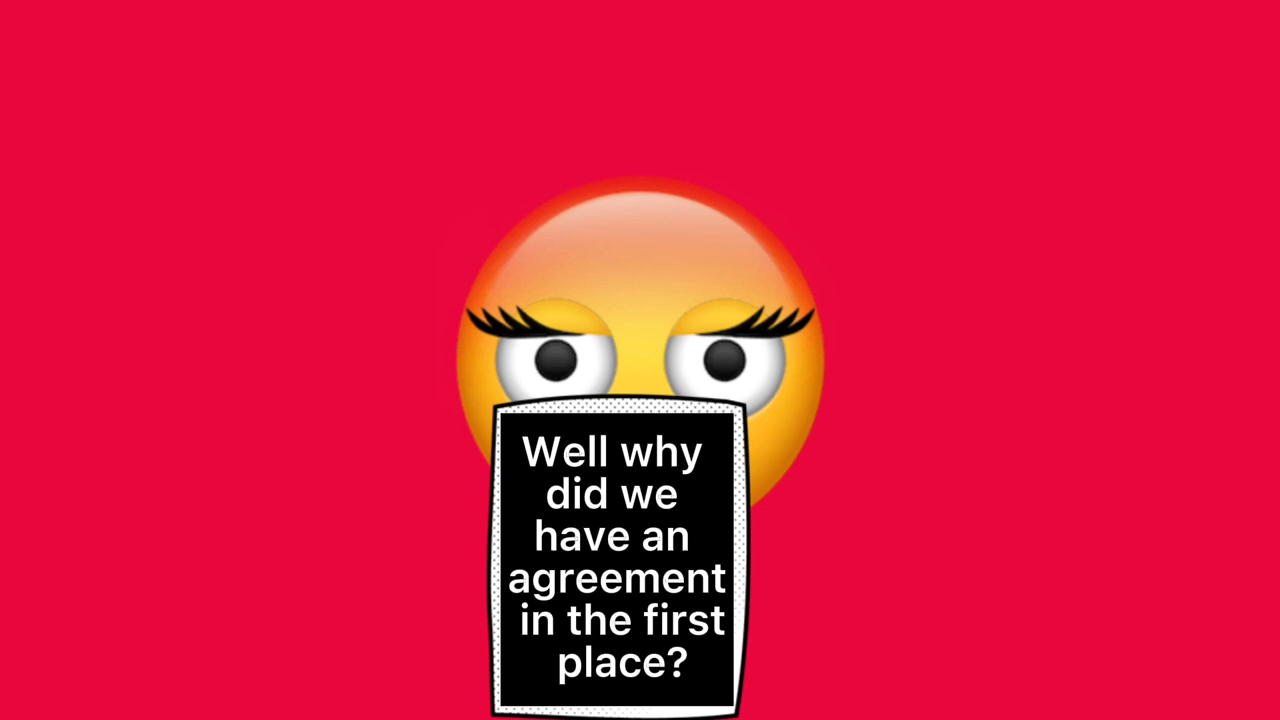 Well why
did we
have an
agreement
in the first
place?